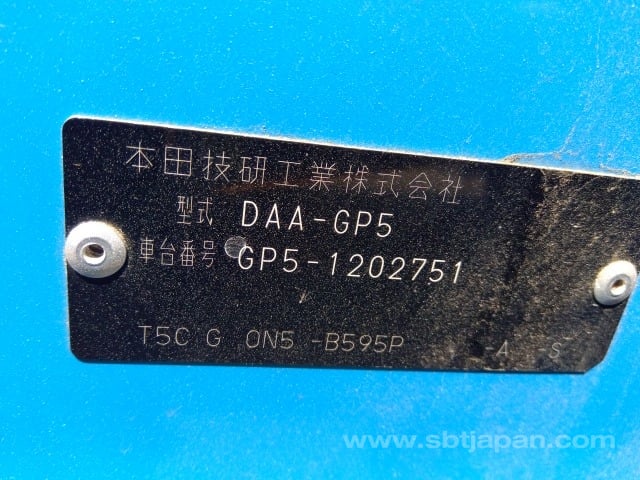 本田技研工業株式会社
型式 DAA-GP5
車台番号 GP5-1202751
T5C G ON5 -B595P -A -S
www.sbtjapan.com